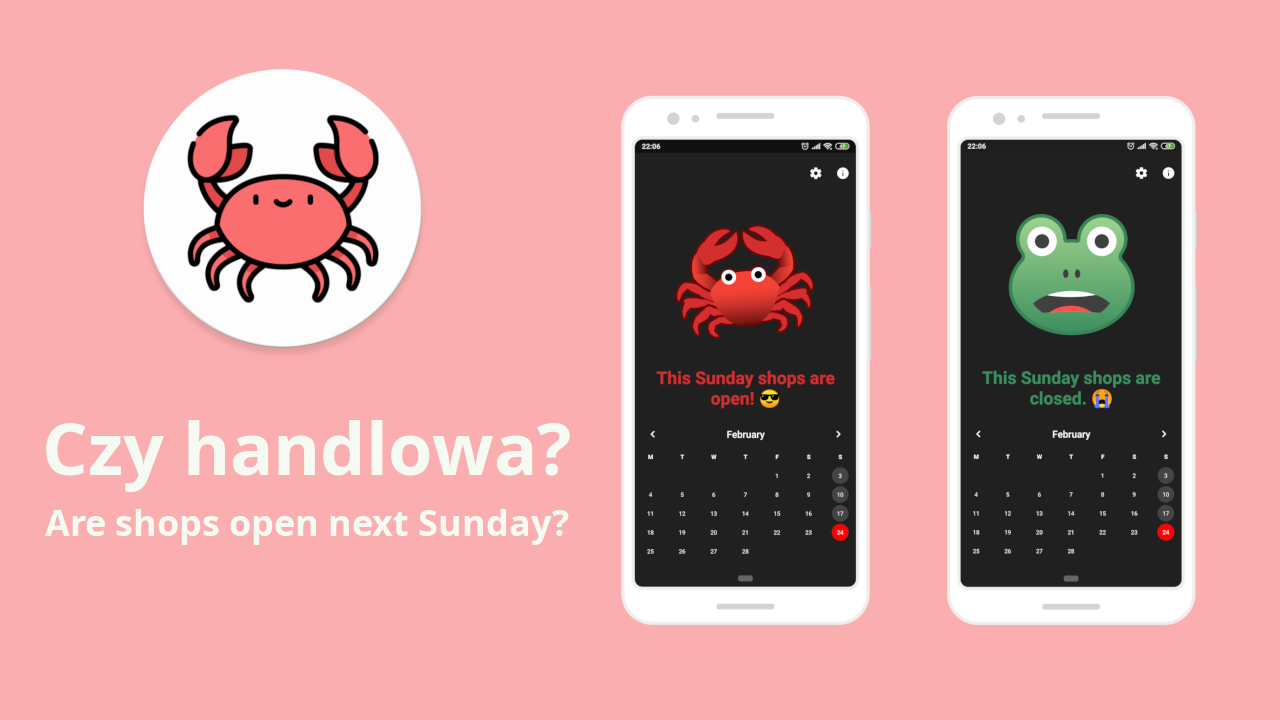 Czy handlowa?
Are shops open next Sunday?
22:06
This Sunday shops are
open! 😎
February
M T W T F S S
1 2 3
4 5 6 7 8 9 10
11 12 13 14 15 16 17
18 19 20 21 22 23 24
25 26 27 28
22:06
This Sunday shops are
closed. 😭
February
M T W T F S S
1 2 3
4 5 6 7 8 9 10
11 12 13 14 15 16 17
18 19 20 21 22 23 24
25 26 27 28